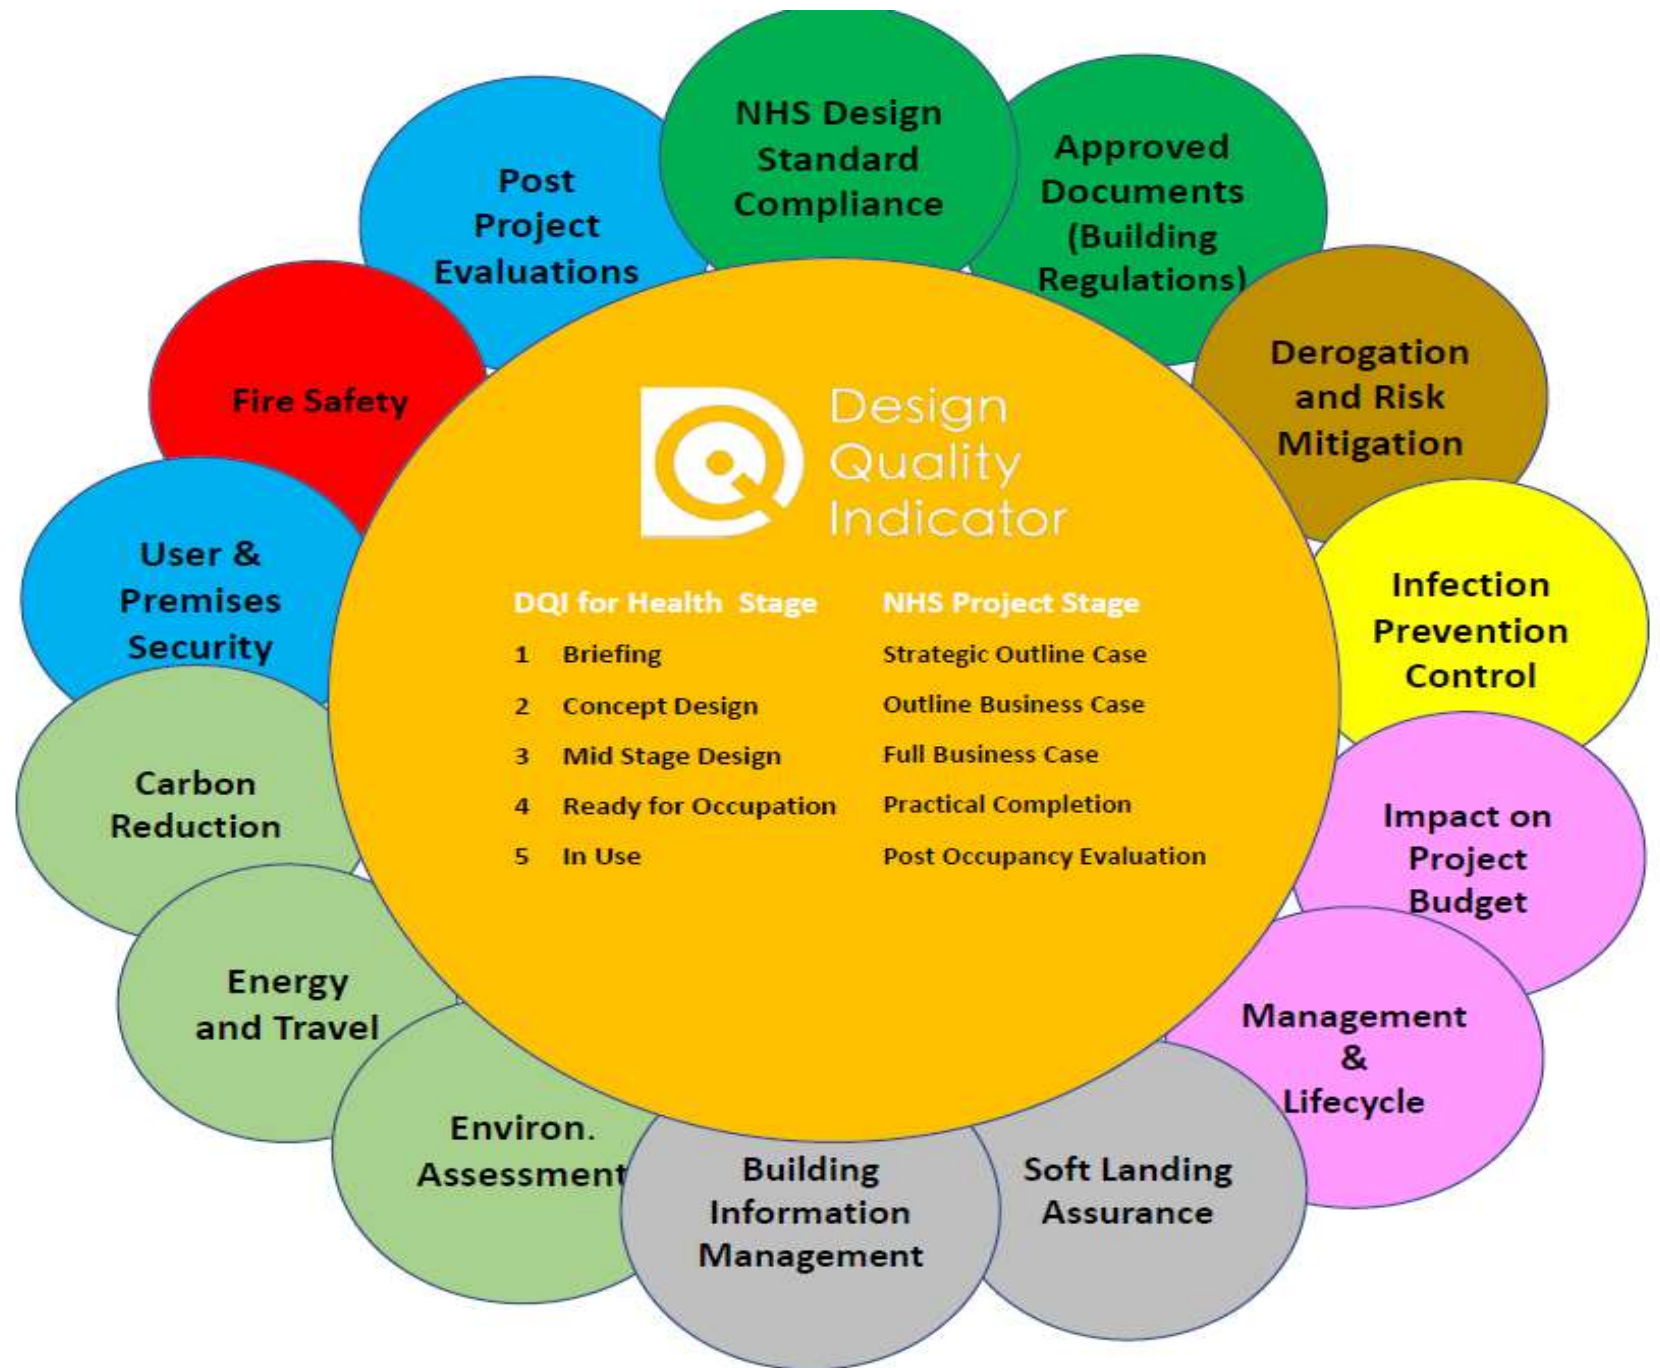 NHS Design
Standard
Compliance
Approved
Documents
(Building
Regulations)
Derogation
and Risk
Mitigation
Infection
Prevention
Control
Impact on
Project
Budget
Management
&
Lifecycle
Soft Landing
Assurance
Building
Information
Management
Environ.
Assessment
Energy
and Travel
Carbon
Reduction
User &
Premises
Security
Fire Safety
Post
Project
Evaluations
Design
Quality
Indicator
DQI for Health Stage NHS Project Stage
1 Briefing Strategic Outline Case
2 Concept Design Outline Business Case
3 Mid Stage Design Full Business Case
4 Ready for Occupation Practical Completion
5 In Use Post Occupancy Evaluation